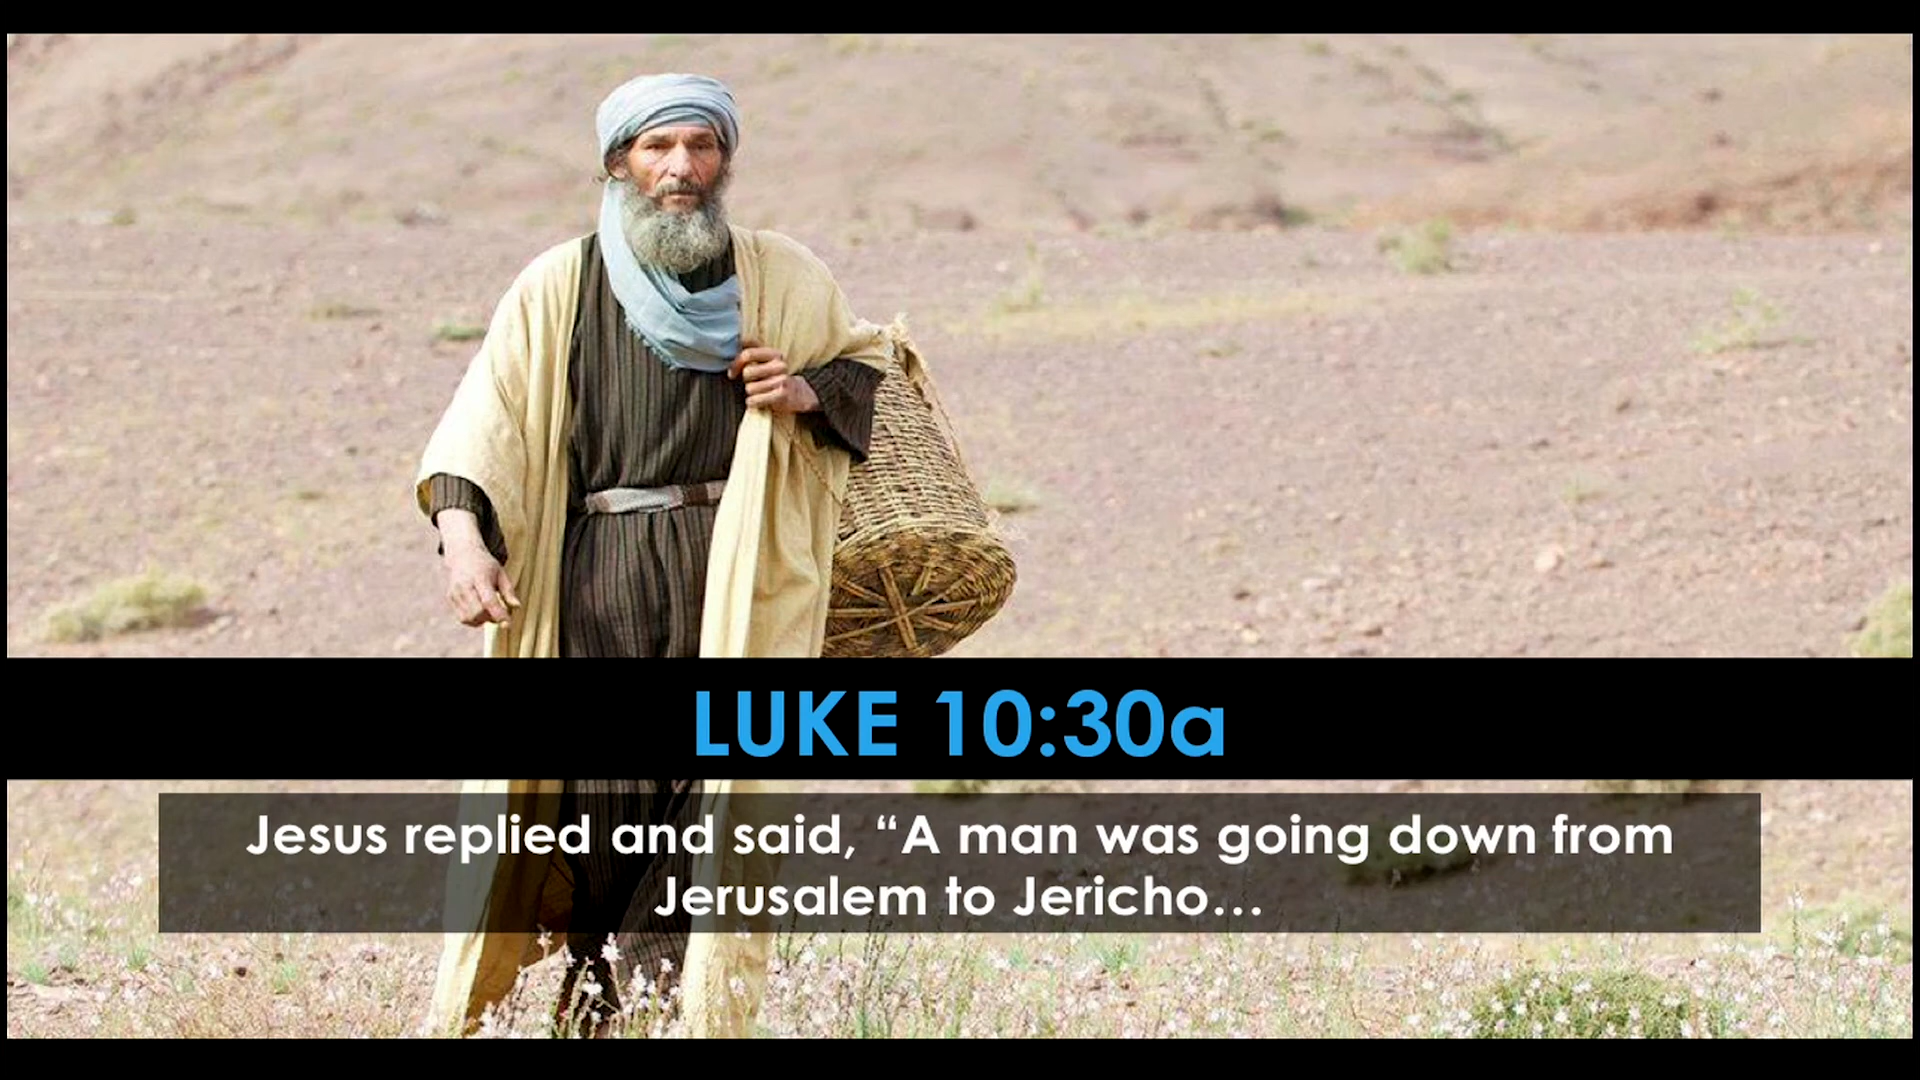 LUKE 10:30a
Jesus replied and said, “A man was going down from
Jerusalem to Jericho…